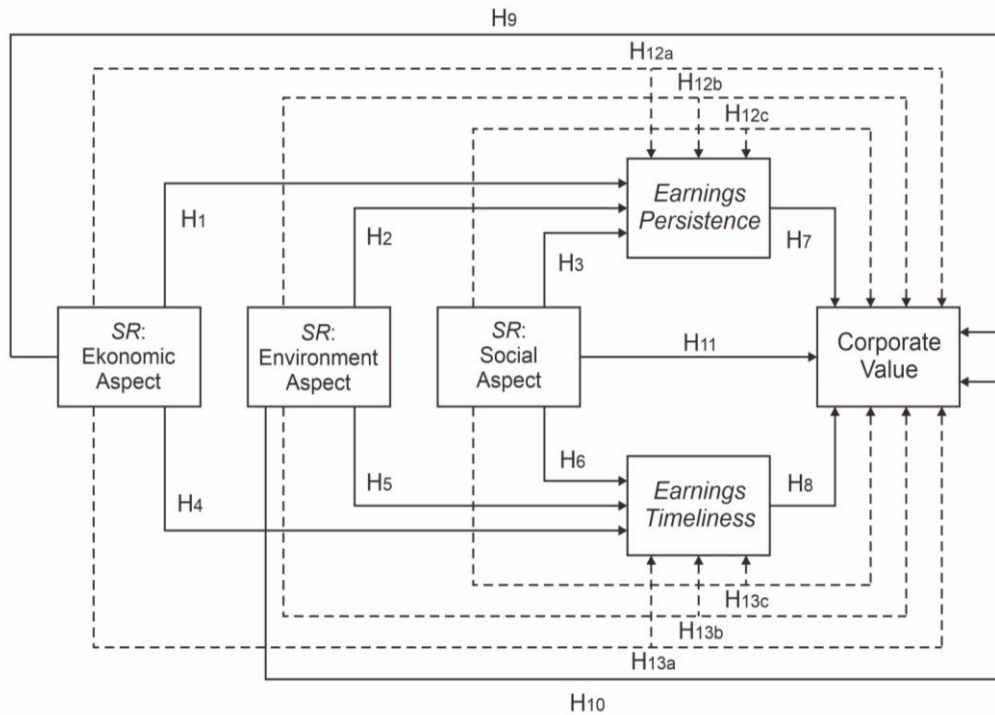 H9
H12a
H12b
H12c
Earnings
Persistence
H1
H2
H3
H7
SR:
Ekonomic
Aspect
SR:
Environment
Aspect
SR:
Social
Aspect
H11
Corporate
Value
H4
H5
H6
Earnings
Timeliness
H8
H13c
H13b
H13a
H10